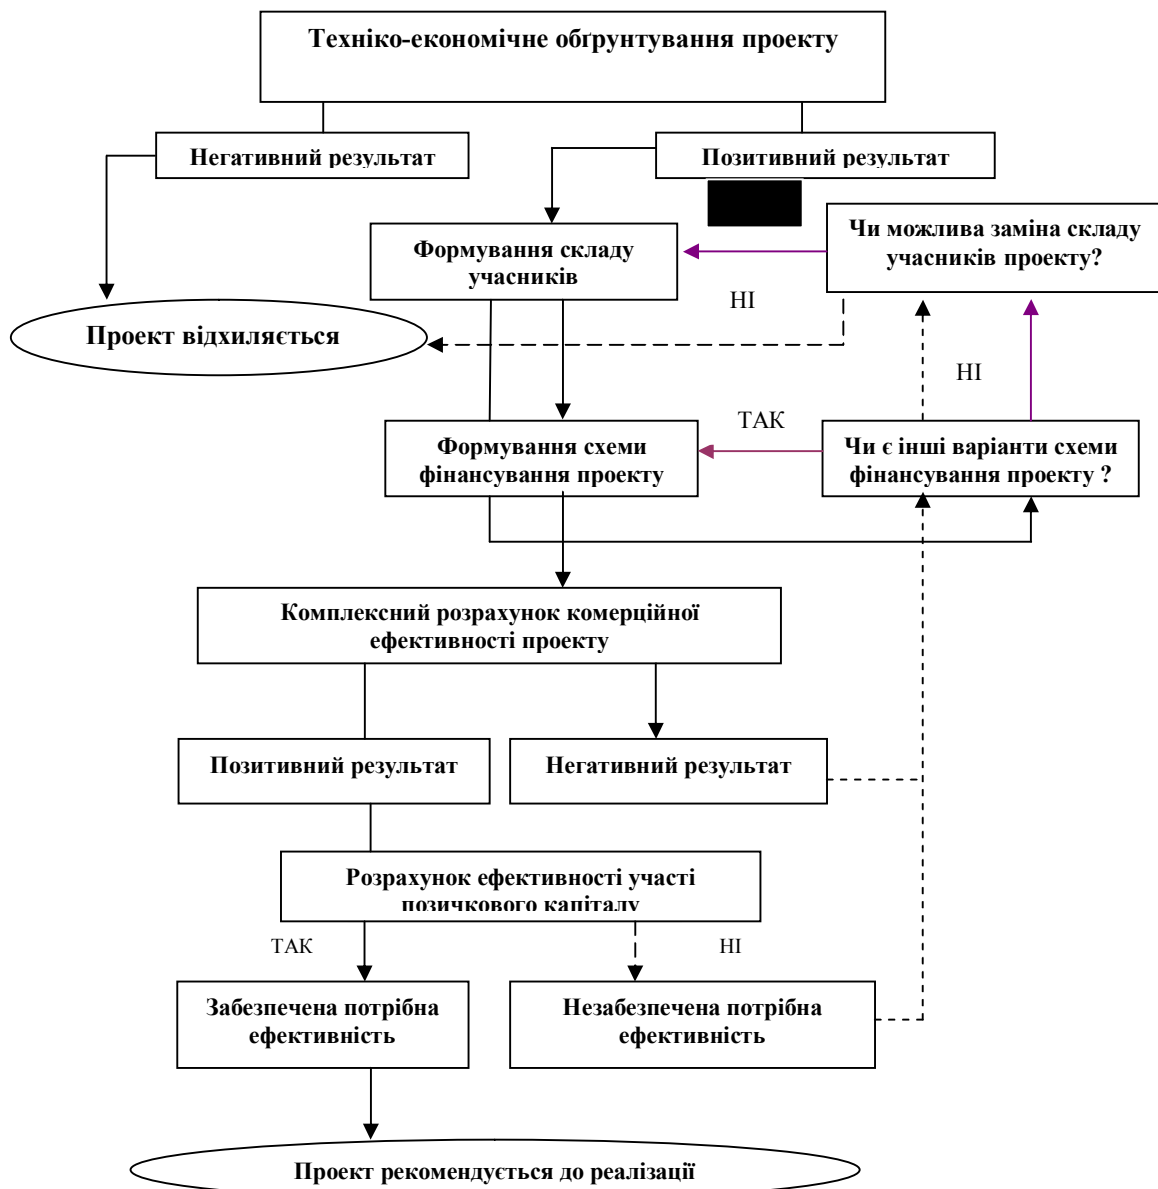 Техніко-економічне обґрунтування проекту
Негативний результат
Позитивний результат
Чи можлива заміна складу
учасників проекту?
Формування складу
учасників
НІ
Проект відхиляється
НІ
ТАК
Формування схеми
фінансування проекту
Чи є інші варіанти схеми
фінансування проекту ?
Комплексний розрахунок комерційної
ефективності проекту
Позитивний результат
Негативний результат
Розрахунок ефективності участі
позичкового капіталу
ТАК
НІ
Забезпечена потрібна
ефективність
Незабезпечена потрібна
ефективність
Проект рекомендується до реалізації